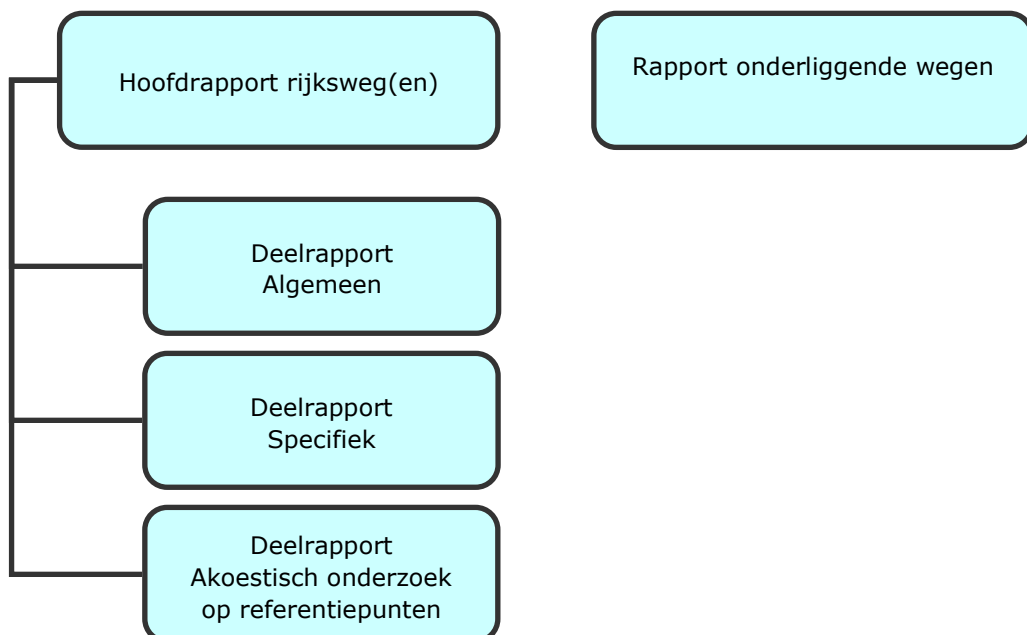 Hoofdrapport rijksweg(en)
Rapport onderliggende wegen
Deelrapport
Algemeen
Deelrapport
Specifiek
Deelrapport
Akoestisch onderzoek
op referentiepunten